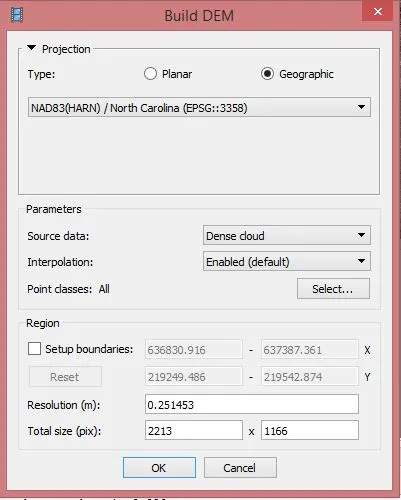 Build DEM
Projection
Type: Planar Geographic
NAD83(HARN) / North Carolina (EPSG::3358)
Parameters
Source data: Dense cloud
Interpolation: Enabled (default)
Point classes: All Select...
Region
Setup boundaries: 636830.916 - 637387.361 X
Reset 219249.486 - 219542.874 Y
Resolution (m): 0.251453
Total size (pix): 2213 x 1166
OK Cancel